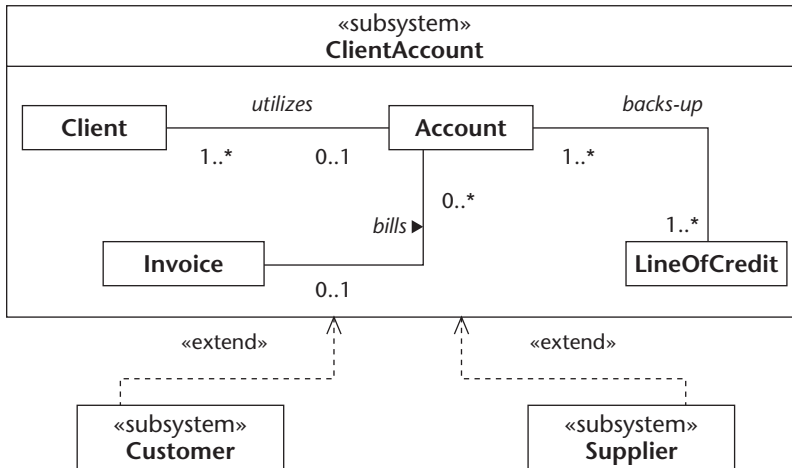 «subsystem»
ClientAccount
utilizes
backs-up
Client
Account
1..*
0..1
1..*
0..*
bills
1..*
Invoice
LineOfCredit
0..1
«extend»
«extend»
«subsystem»
Customer
«subsystem»
Supplier